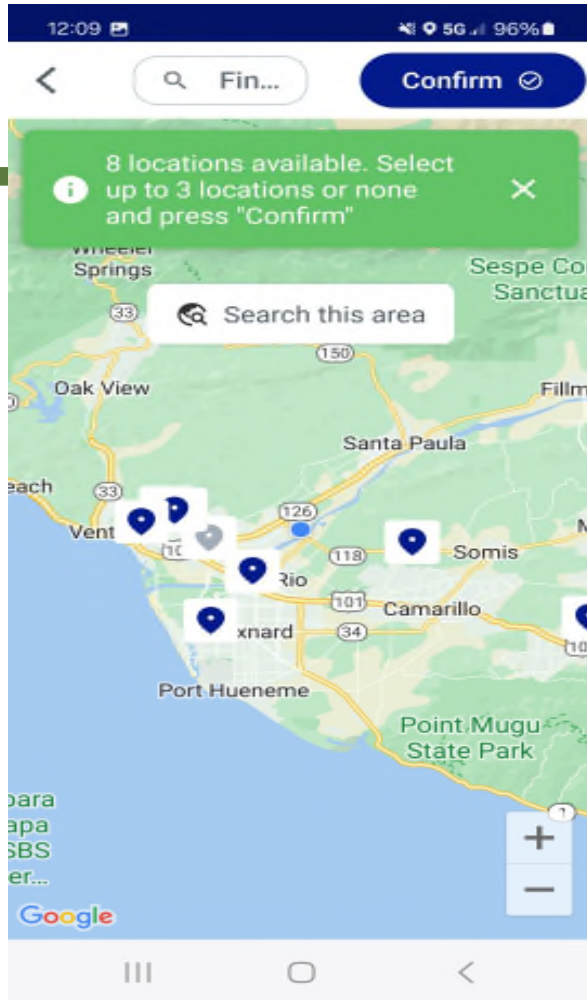 12:09 5G 96%
Fin... Confirm
8 locations available. Select
up to 3 locations or none
and press "Confirm"
Wheeler
Springs
Sespe Co
Sanctua
33
Search this area
150
Oak View
Fillm
Santa Paula
each
33
126
Vent
118
Somis
Rio
101
Camarillo
xnard
34
10
Port Hueneme
Point Mugu
State Park
para
apa
SBS
er...
1
+
−
Google